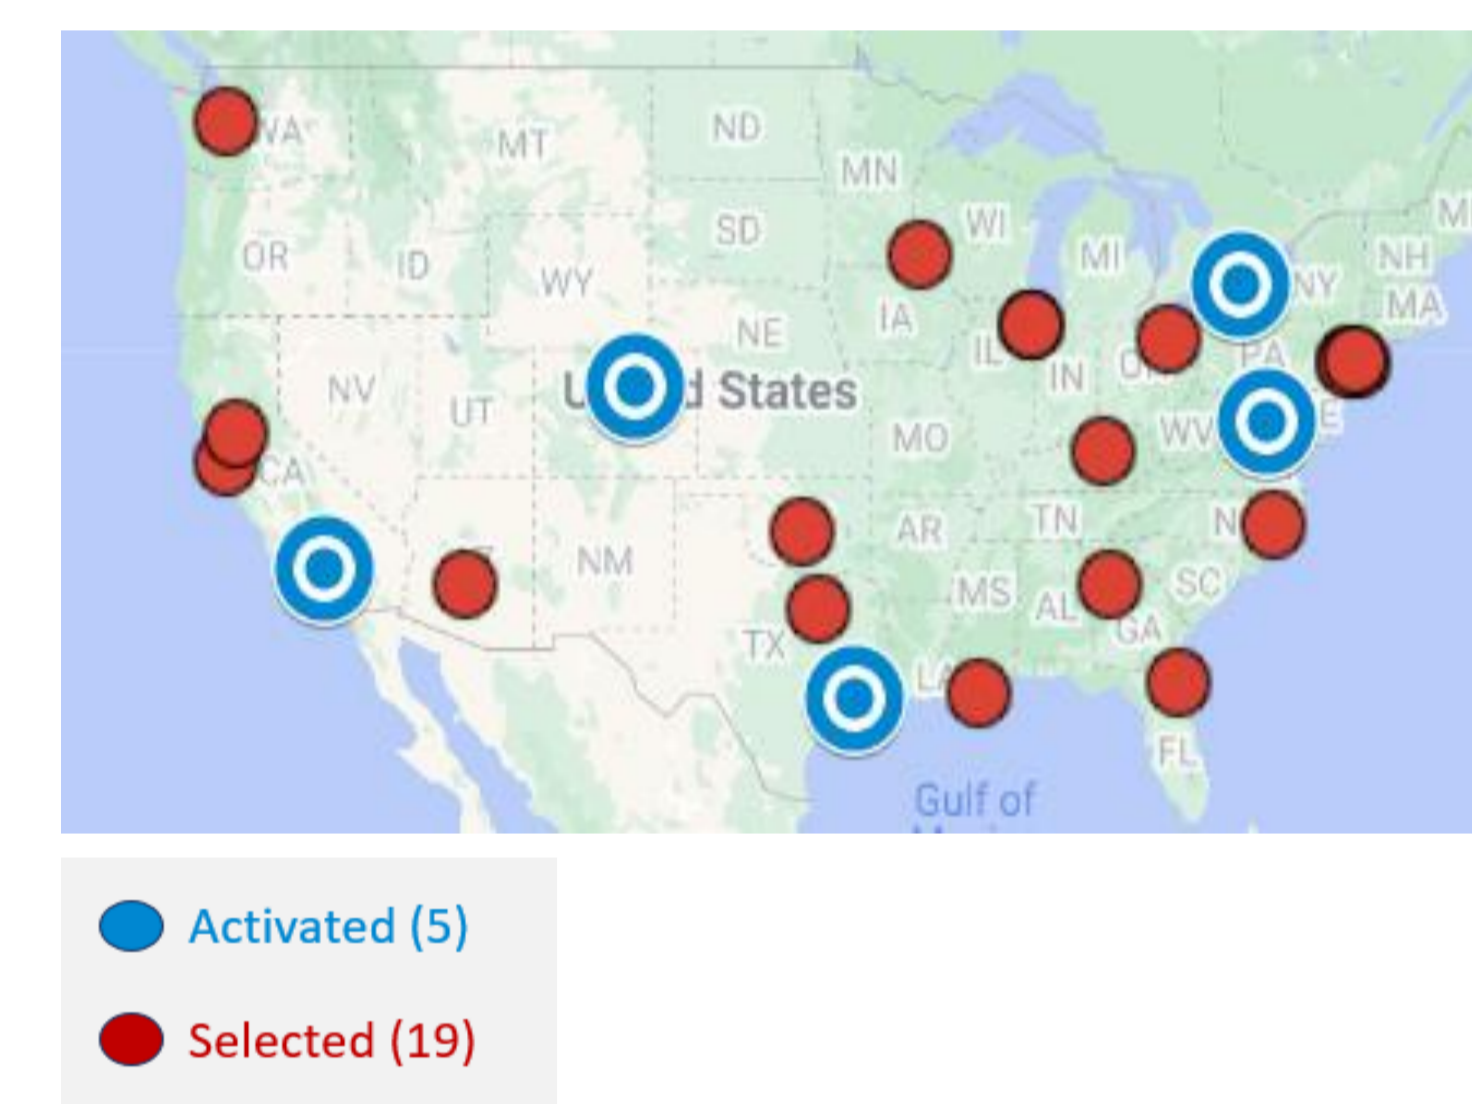 WA
MT
ND
MN
OR
ID
WY
SD
WI
MI
NY
NH
MA
NV
UT
NE
IA
IL
IN
PA
United States
CA
MO
WV
NM
AR
TN
MS
AL
SC
TX
LA
GA
FL
Gulf of
Activated (5)
Selected (19)